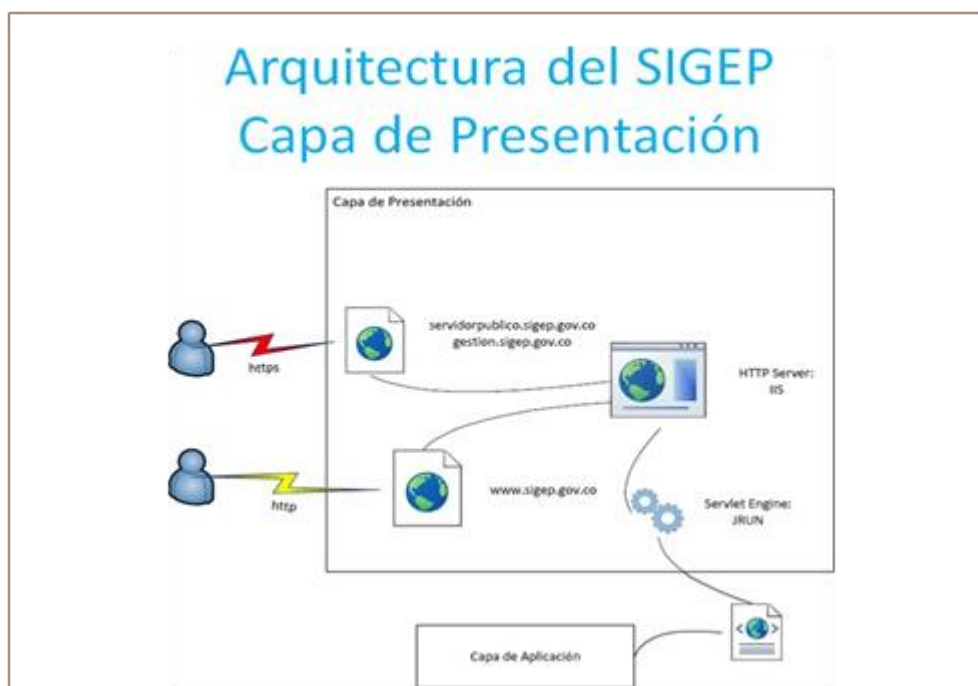 Arquitectura del SIGEP
Capa de Presentación
Capa de Presentación
servidorpublico.sigep.gov.co
gestion.sigep.gov.co
https
HTTP Server:
IIS
www.sigep.gov.co
http
Servlet Engine:
JRUN
Capa de Aplicación